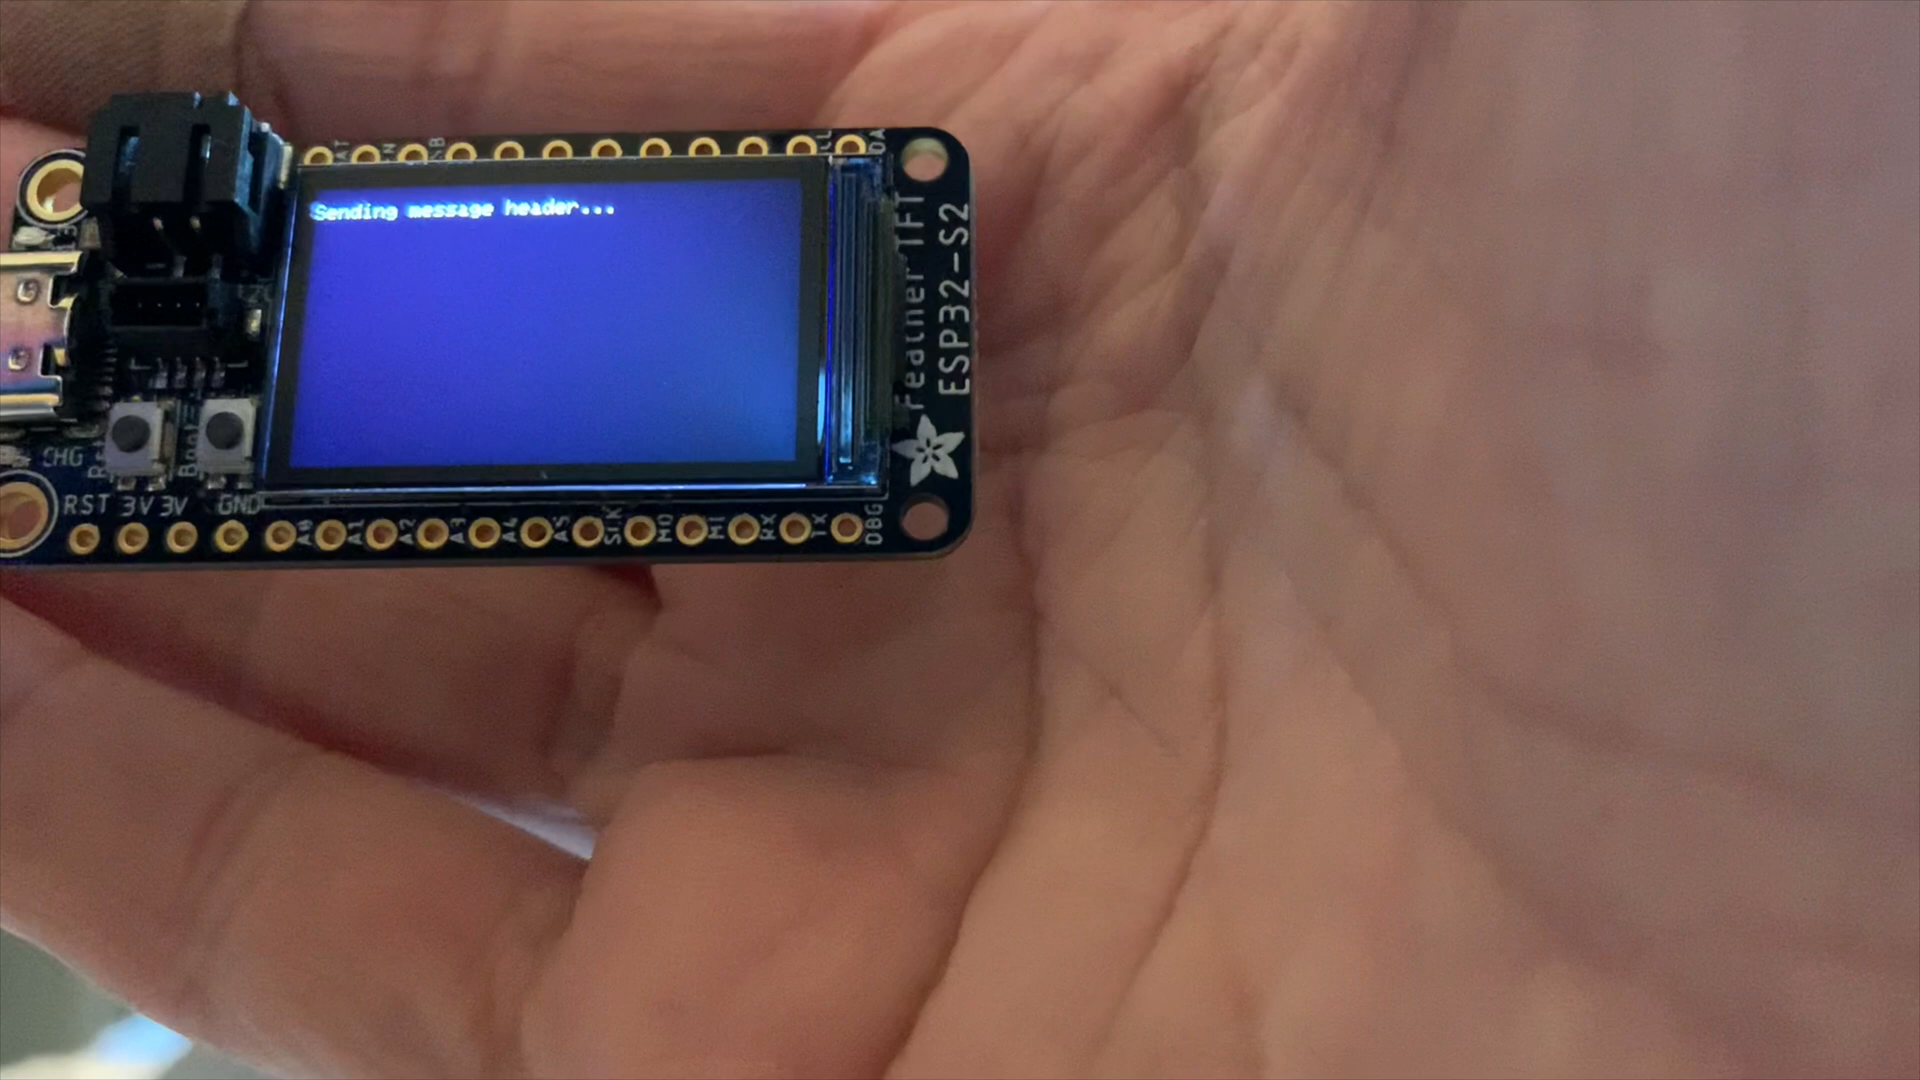 Sending message header...
DA
Feather TFT
ESP32-S2
CHG
RST 3V 3V GND
A0 A1 A2 A3 A4 A5 SCK MO MI RX TX DBG